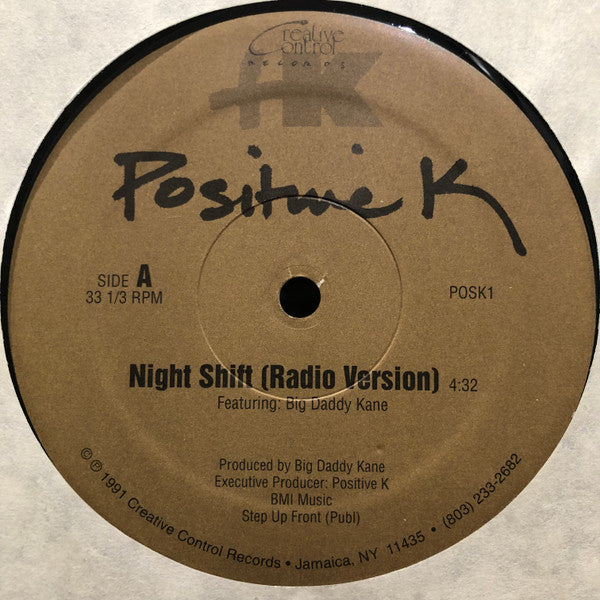 Creative
Control
RECORDS
+K
Positive K
SIDE A
33 1/3 RPM
POSK1
Night Shift (Radio Version) 4:32
Featuring: Big Daddy Kane
Produced by Big Daddy Kane
Executive Producer: Positive K
BMI Music
Step Up Front (Publ)
© ℗ 1991 Creative Control Records • Jamaica, NY 11435 • (803) 233-2682